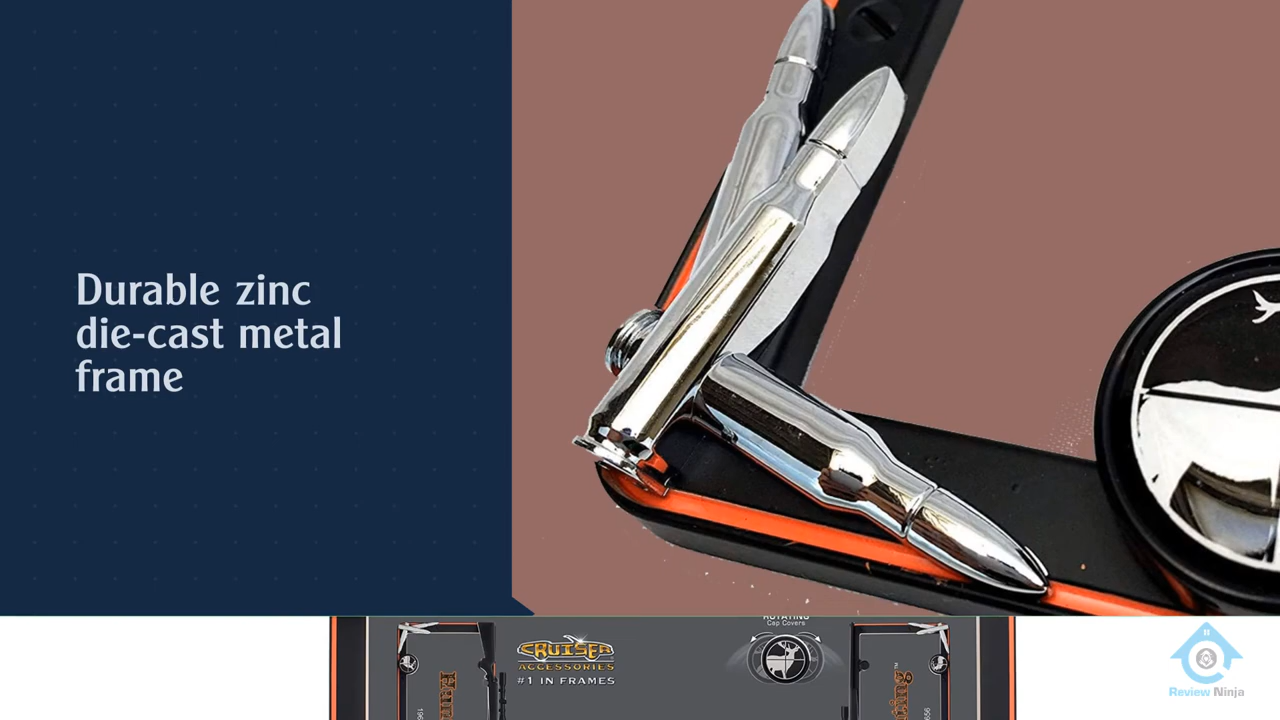 Durable zinc
die-cast metal
frame
ROTATING
Cap Covers
CRUISER
ACCESSORIES
#1 IN FRAMES
Review Ninja